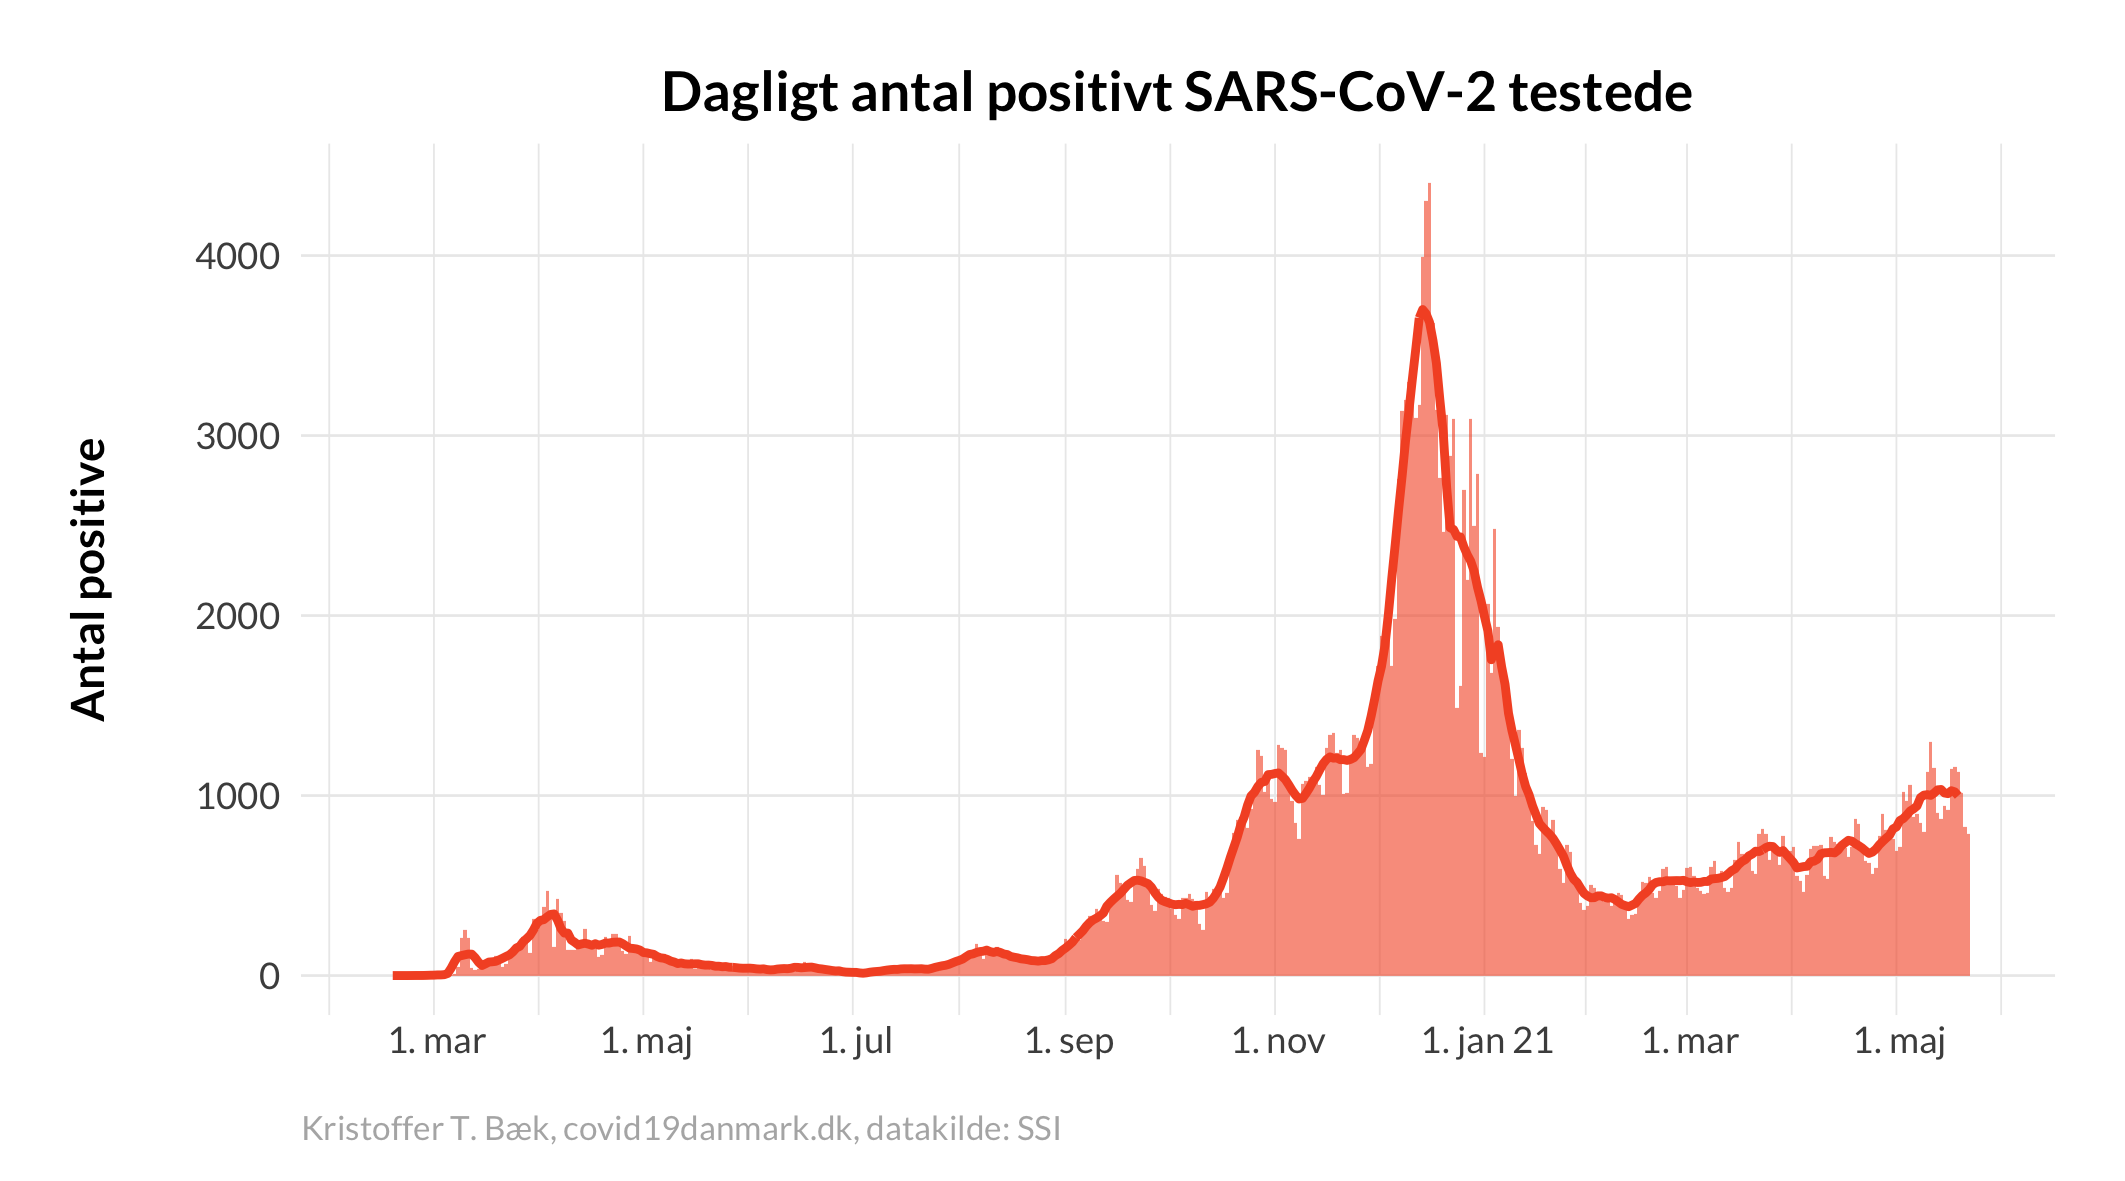 Dagligt antal positivt SARS-CoV-2 testede
Antal positive
4000
3000
2000
1000
0
1. mar
1. maj
1. jul
1. sep
1. nov
1. jan 21
1. mar
1. maj
Kristoffer T. Bæk, covid19danmark.dk, datakilde: SSI